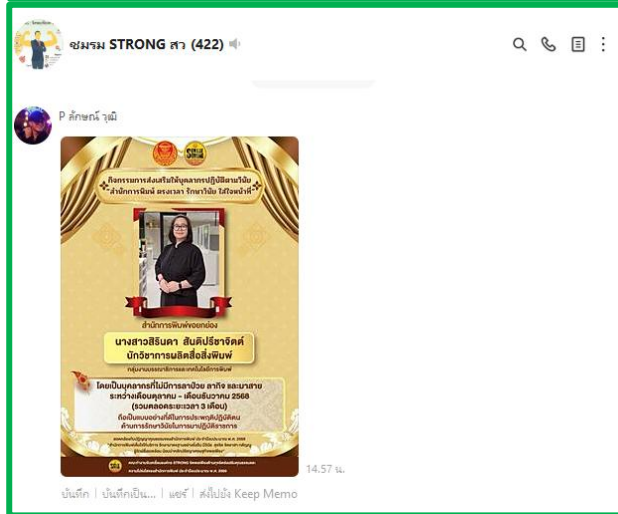 ชมรม STRONG สว (422)
P ลักษณ์ วุฒิ
กิจกรรมการส่งเสริมให้บุคลากรปฏิบัติตามวินัย
"สำนักการพิมพ์ ตรงเวลา รักษาวินัย ใส่ใจหน้าที่"
สำนักการพิมพ์ขอยกย่อง
นางสาวสิรินดา สันติปรีชาจิตต์
นักวิชาการผลิตสื่อสิ่งพิมพ์
กลุ่มงานบรรณาธิการและเทคโนโลยีการพิมพ์
โดยเป็นบุคลากรที่ไม่มีการลาป่วย ลากิจ และมาสาย
ระหว่างเดือนตุลาคม - เดือนธันวาคม 2568
(รวมตลอดระยะเวลา 3 เดือน)
ถือเป็นแบบอย่างที่ดีในการประพฤติปฏิบัติตน
ด้านการรักษาวินัยในการมาปฏิบัติราชการ
14.57 น.
บันทึก | บันทึกเป็น... | แชร์ | ส่งไปยัง Keep Memo